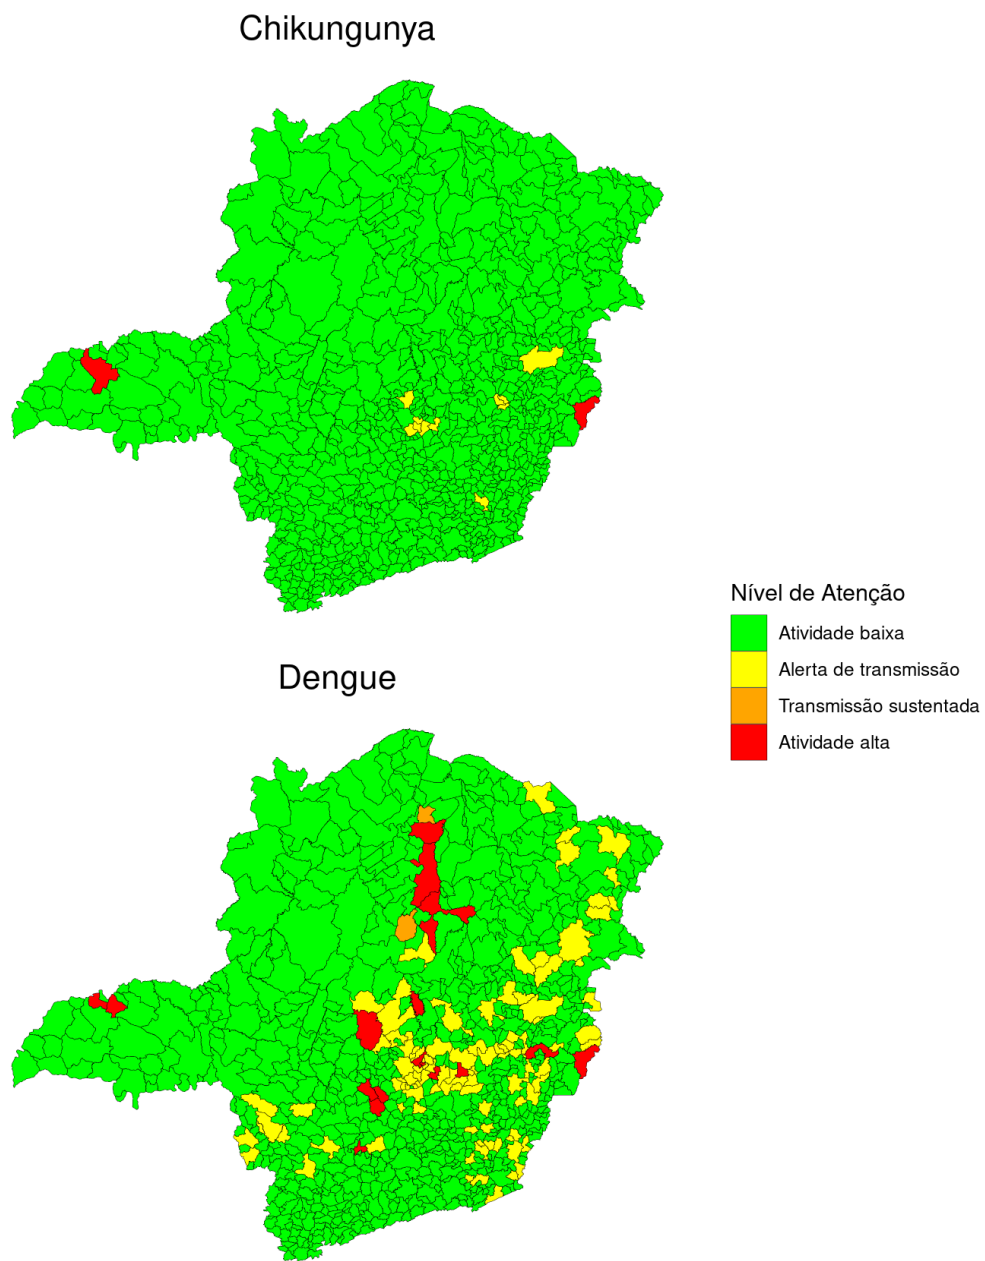 Chikungunya
Nível de Atenção
Atividade baixa
Alerta de transmissão
Transmissão sustentada
Atividade alta
Dengue